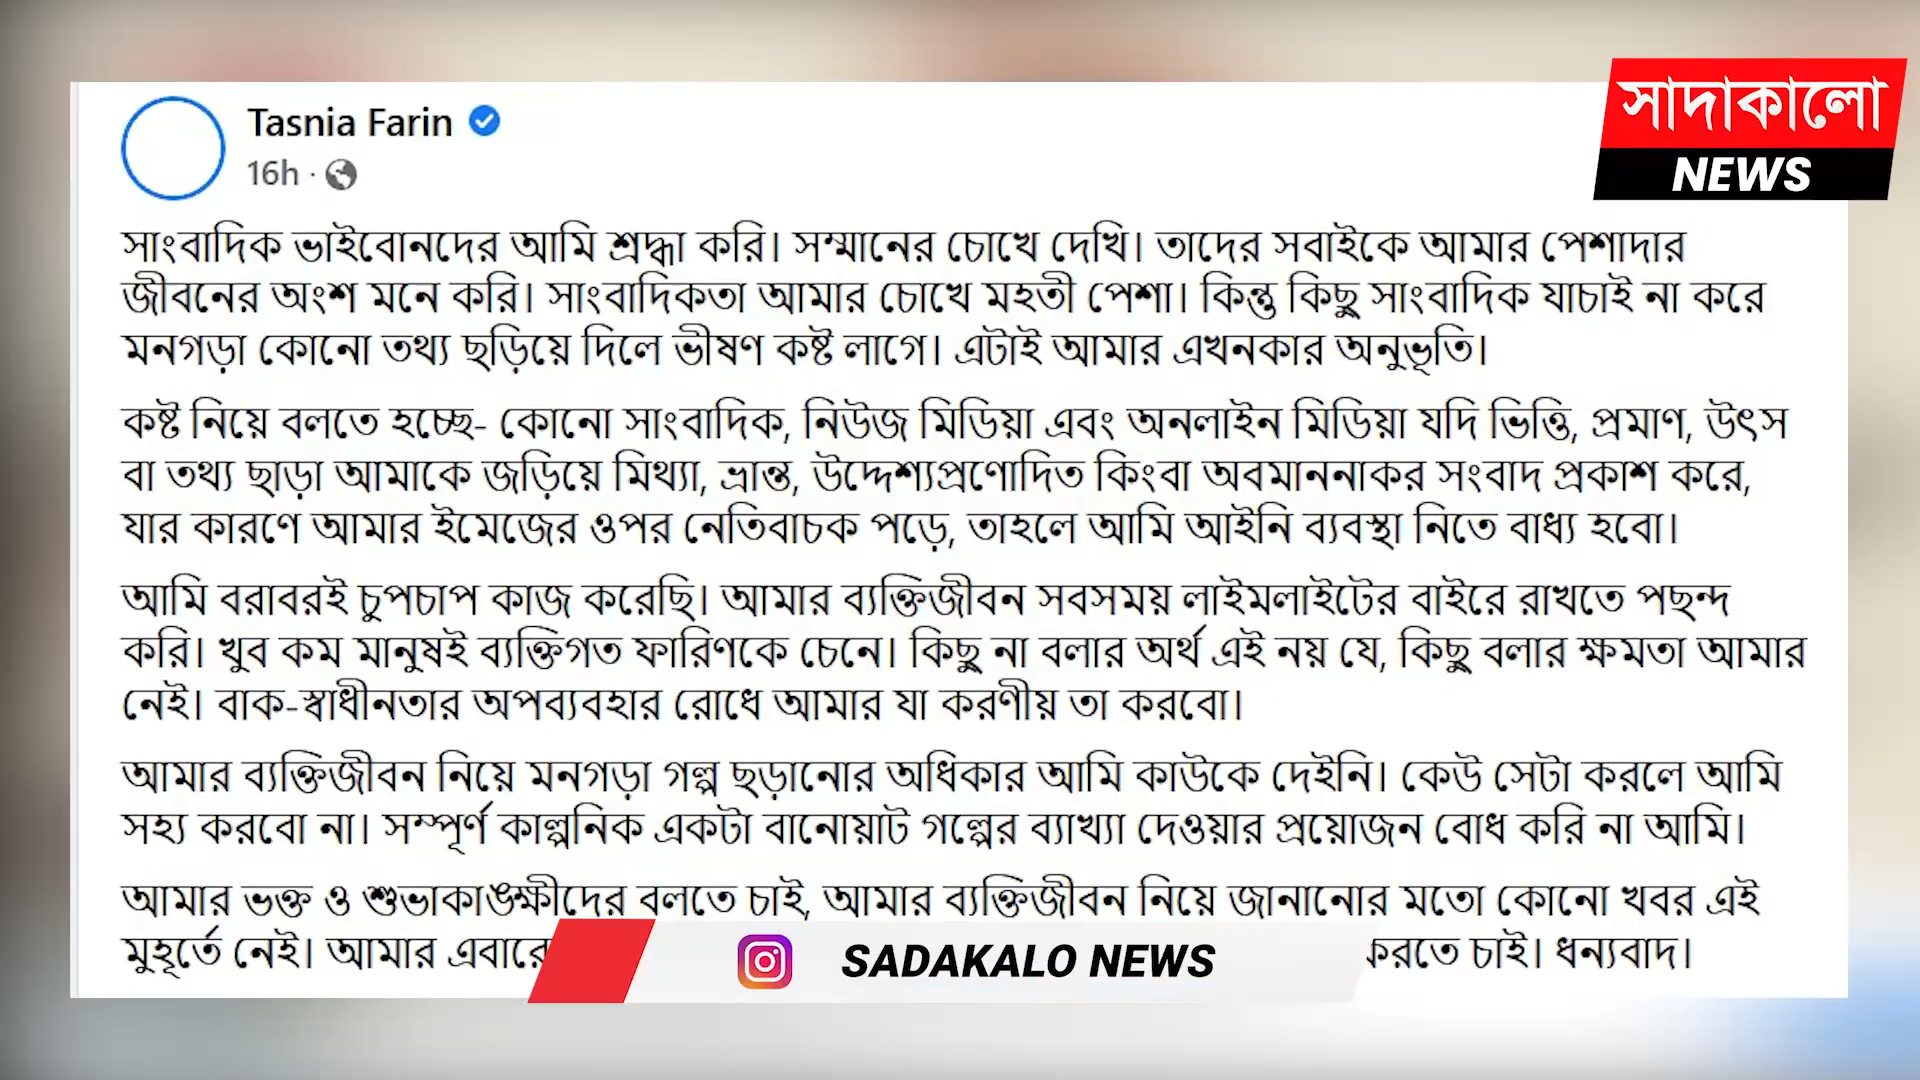 Tasnia Farin
16h ·
সাদাকালো
NEWS
সাংবাদিক ভাইবোনদের আমি শ্রদ্ধা করি। সম্মানের চোখে দেখি। তাদের সবাইকে আমার পেশাদার
জীবনের অংশ মনে করি। সাংবাদিকতা আমার চোখে মহতী পেশা। কিন্তু কিছু সাংবাদিক যাচাই না করে
মনগড়া কোনো তথ্য ছড়িয়ে দিলে ভীষণ কষ্ট লাগে। এটাই আমার এখনকার অনুভূতি।
কষ্ট নিয়ে বলতে হচ্ছে- কোনো সাংবাদিক, নিউজ মিডিয়া এবং অনলাইন মিডিয়া যদি ভিত্তি, প্রমাণ, উৎস
বা তথ্য ছাড়া আমাকে জড়িয়ে মিথ্যা, ভ্রান্ত, উদ্দেশ্যপ্রণোদিত কিংবা অবমাননাকর সংবাদ প্রকাশ করে,
যার কারণে আমার ইমেজের ওপর নেতিবাচক পড়ে, তাহলে আমি আইনি ব্যবস্থা নিতে বাধ্য হবো।
আমি বরাবরই চুপচাপ কাজ করেছি। আমার ব্যক্তিজীবন সবসময় লাইমলাইটের বাইরে রাখতে পছন্দ
করি। খুব কম মানুষই ব্যক্তিগত ফারিণকে চেনে। কিছু না বলার অর্থ এই নয় যে, কিছু বলার ক্ষমতা আমার
নেই। বাক-স্বাধীনতার অপব্যবহার রোধে আমার যা করণীয় তা করবো।
আমার ব্যক্তিজীবন নিয়ে মনগড়া গল্প ছড়ানোর অধিকার আমি কাউকে দেইনি। কেউ সেটা করলে আমি
সহ্য করবো না। সম্পূর্ণ কাল্পনিক একটা বানোয়াট গল্পের ব্যাখ্যা দেওয়ার প্রয়োজন বোধ করি না আমি।
আমার ভক্ত ও শুভাকাঙ্ক্ষীদের বলতে চাই, আমার ব্যক্তিজীবন নিয়ে জানানোর মতো কোনো খবর এই
মুহূর্তে নেই। আমার করতে চাই। ধন্যবাদ।
SADAKALO NEWS